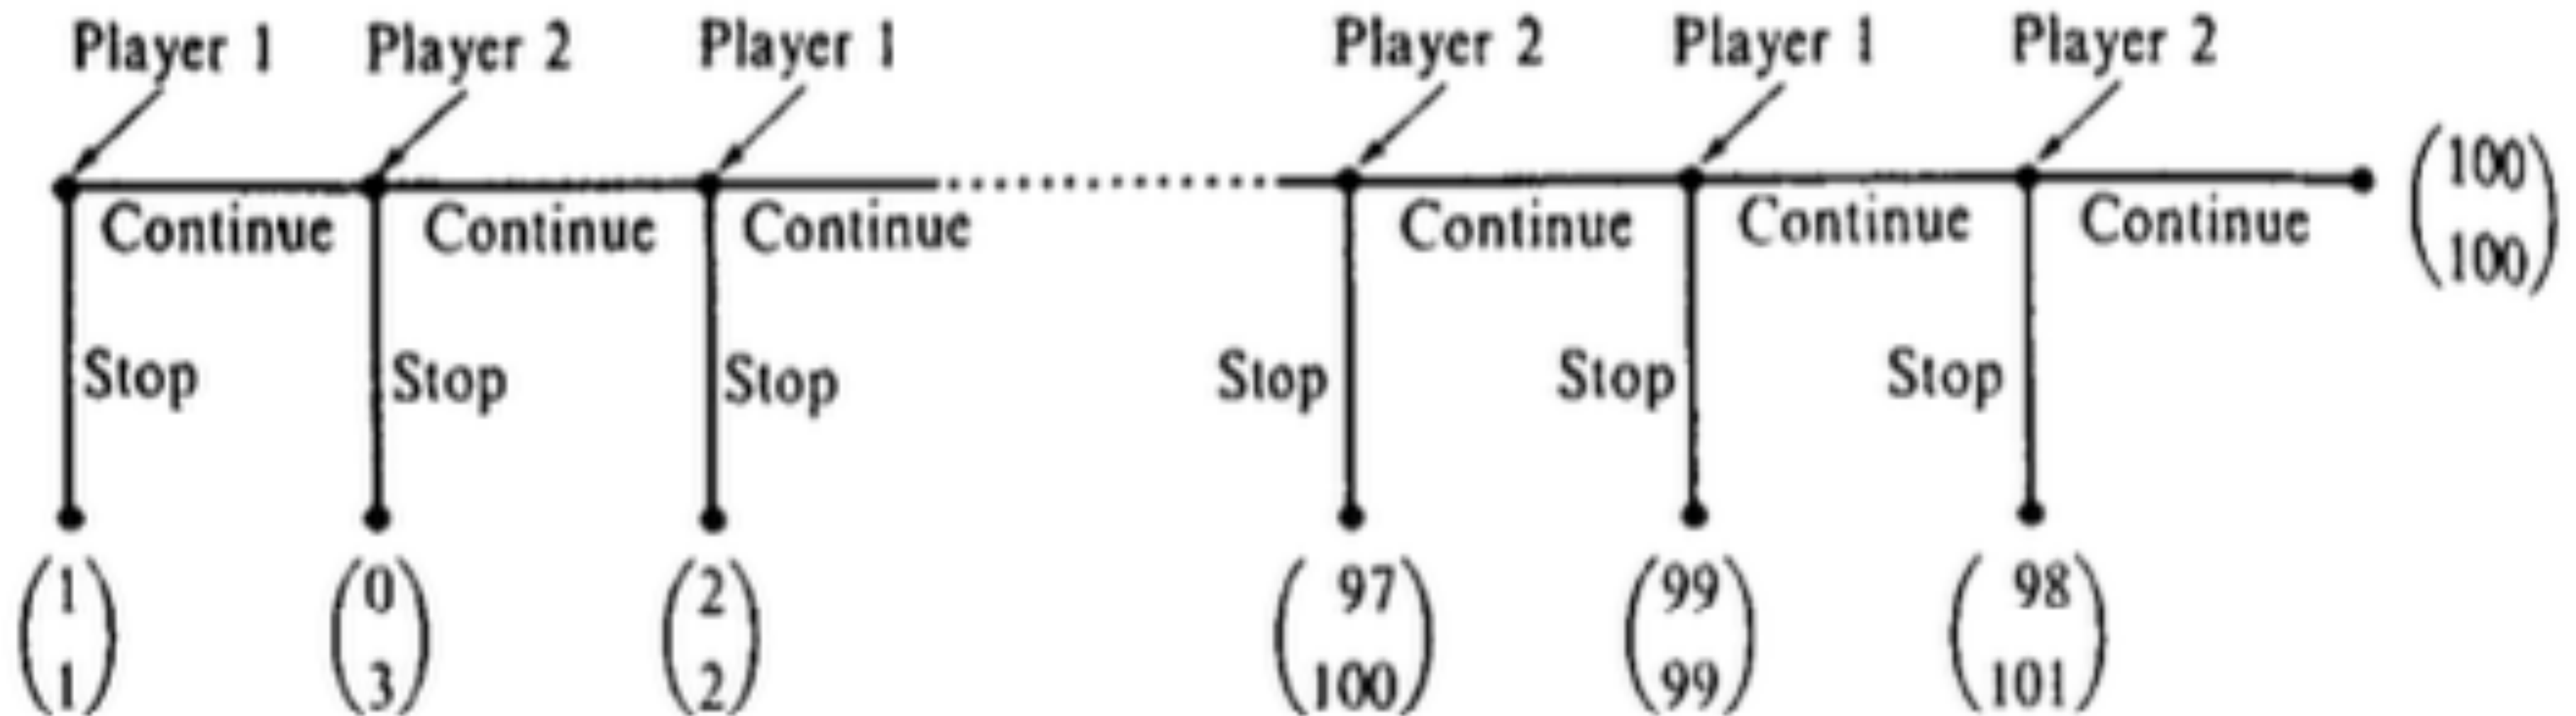 Player 1 Player 2 Player 1 Player 2 Player 1 Player 2
100
Continue Continue Continue Continue Continue Continue
100
Stop Stop Stop Stop Stop Stop
1 0 2 97 99 98
1 3 2 100 99 101